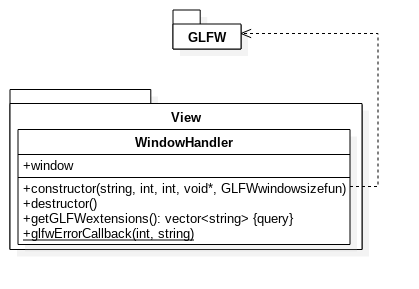 GLFW
View
WindowHandler
+window
+constructor(string, int, int, void*, GLFWwindowsizefun)
+destructor()
+getGLFWextensions(): vector<string> {query}
+glfwErrorCallback(int, string)